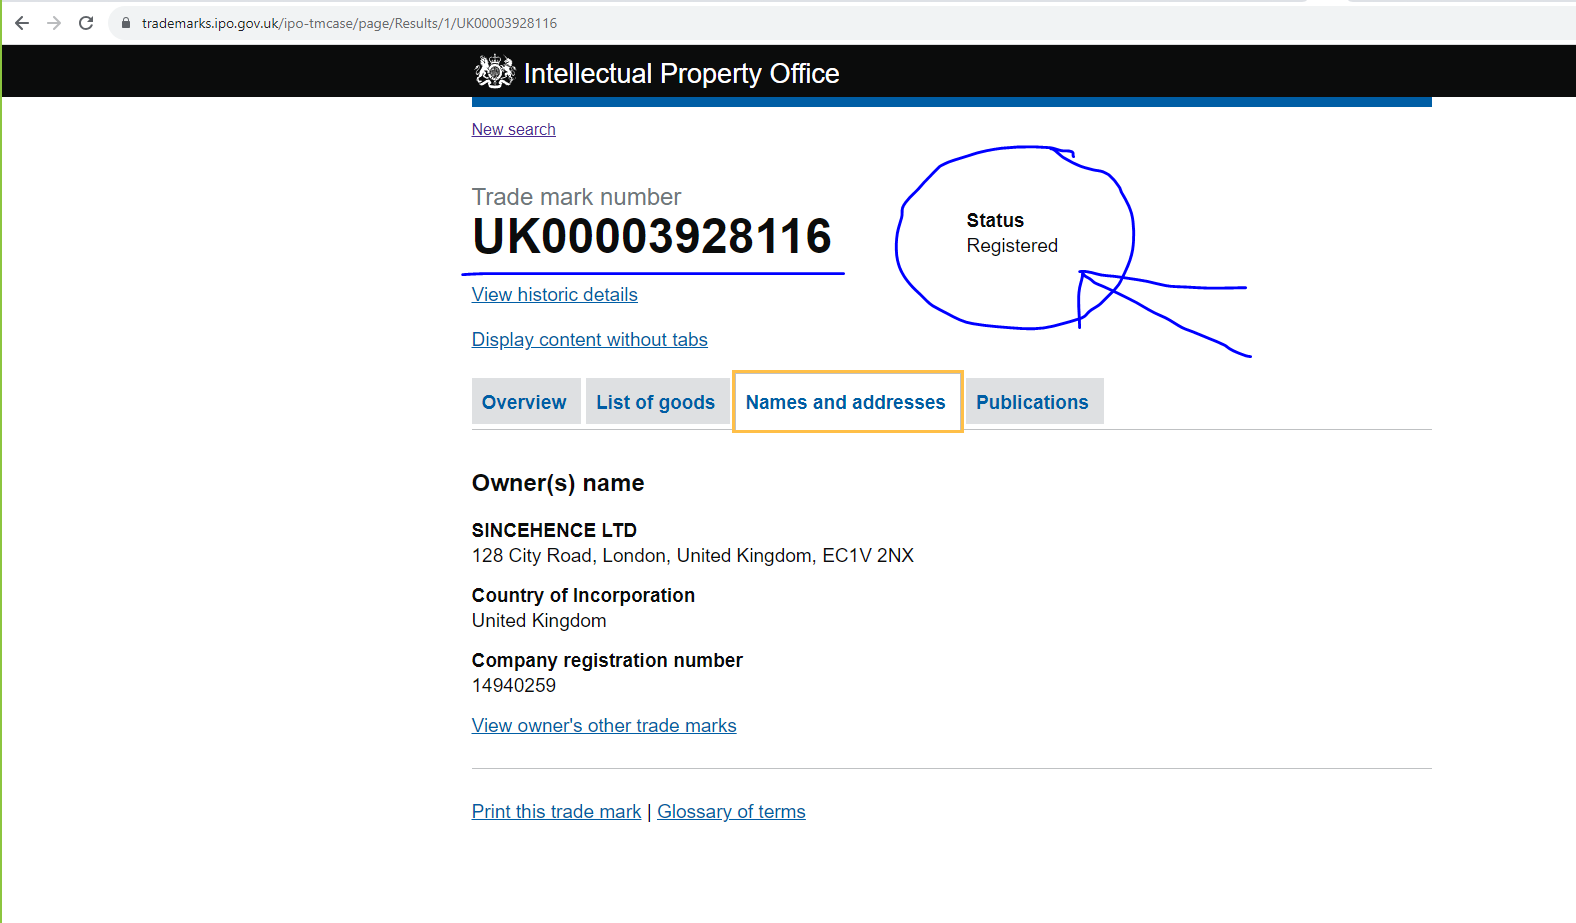 trademarks.ipo.gov.uk/ipo-tmcase/page/Results/1/UK00003928116
Intellectual Property Office
New search
Trade mark number
UK00003928116
Status
Registered
View historic details
Display content without tabs
Overview List of goods Names and addresses Publications
Owner(s) name
SINCEHENCE LTD
128 City Road, London, United Kingdom, EC1V 2NX
Country of Incorporation
United Kingdom
Company registration number
14940259
View owner's other trade marks
Print this trade mark | Glossary of terms